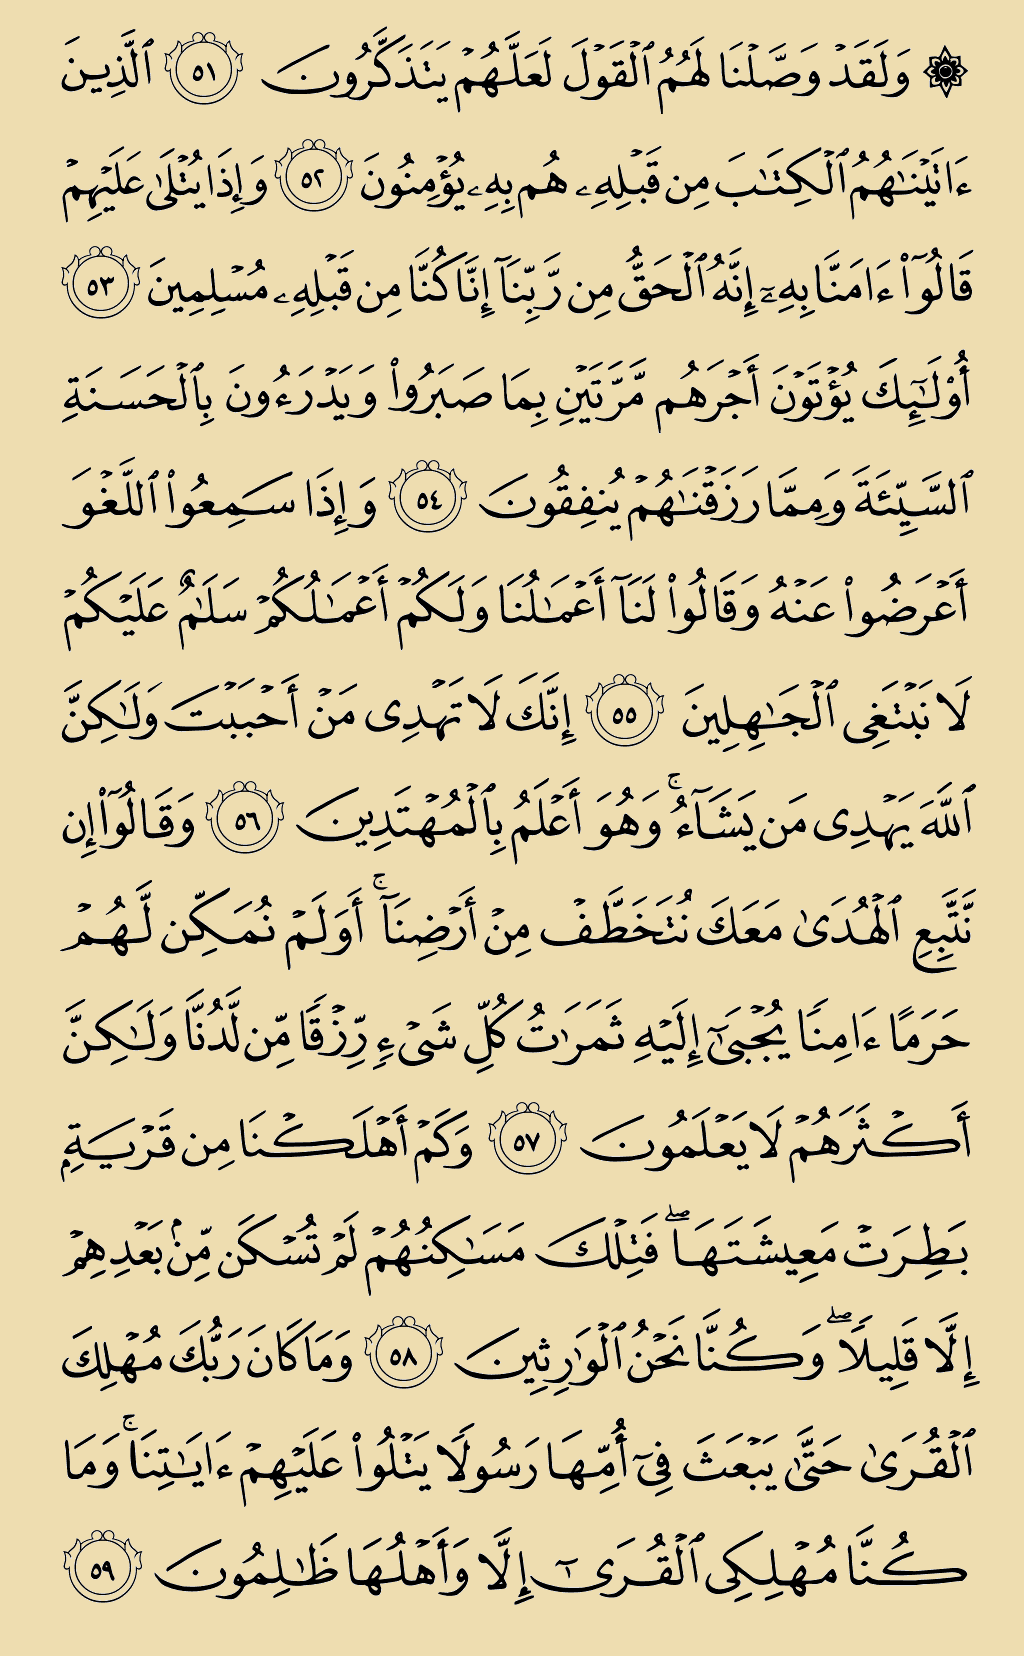 ۞ وَلَقَدْ وَصَّلْنَا لَهُمُ ٱلْقَوْلَ لَعَلَّهُمْ يَتَذَكَّرُونَ ٥١ ٱلَّذِينَ
ءَاتَيْنَٰهُمُ ٱلْكِتَٰبَ مِن قَبْلِهِۦ هُم بِهِۦ يُؤْمِنُونَ ٥٢ وَإِذَا يُتْلَىٰ عَلَيْهِمْ
قَالُوٓا۟ ءَامَنَّا بِهِۦٓ إِنَّهُ ٱلْحَقُّ مِن رَّبِّنَآ إِنَّا كُنَّا مِن قَبْلِهِۦ مُسْلِمِينَ ٥٣
أُو۟لَٰٓئِكَ يُؤْتَوْنَ أَجْرَهُم مَّرَّتَيْنِ بِمَا صَبَرُوا۟ وَيَدْرَءُونَ بِٱلْحَسَنَةِ
ٱلسَّيِّئَةَ وَمِمَّا رَزَقْنَٰهُمْ يُنفِقُونَ ٥٤ وَإِذَا سَمِعُوا۟ ٱللَّغْوَ
أَعْرَضُوا۟ عَنْهُ وَقَالُوا۟ لَنَآ أَعْمَٰلُنَا وَلَكُمْ أَعْمَٰلُكُمْ سَلَٰمٌ عَلَيْكُمْ
لَا نَبْتَغِى ٱلْجَٰهِلِينَ ٥٥ إِنَّكَ لَا تَهْدِى مَنْ أَحْبَبْتَ وَلَٰكِنَّ
ٱللَّهَ يَهْدِى مَن يَشَآءُ ۚ وَهُوَ أَعْلَمُ بِٱلْمُهْتَدِينَ ٥٦ وَقَالُوٓا۟ إِن
نَّتَّبِعِ ٱلْهُدَىٰ مَعَكَ نُتَخَطَّفْ مِنْ أَرْضِنَآ ۚ أَوَلَمْ نُمَكِّن لَّهُمْ
حَرَمًا ءَامِنًا يُجْبَىٰٓ إِلَيْهِ ثَمَرَٰتُ كُلِّ شَىْءٍ رِّزْقًا مِّن لَّدُنَّا وَلَٰكِنَّ
أَكْثَرَهُمْ لَا يَعْلَمُونَ ٥٧ وَكَمْ أَهْلَكْنَا مِن قَرْيَةٍۭ
بَطِرَتْ مَعِيشَتَهَا ۖ فَتِلْكَ مَسَٰكِنُهُمْ لَمْ تُسْكَن مِّنۢ بَعْدِهِمْ
إِلَّا قَلِيلًا ۖ وَكُنَّا نَحْنُ ٱلْوَٰرِثِينَ ٥٨ وَمَا كَانَ رَبُّكَ مُهْلِكَ
ٱلْقُرَىٰ حَتَّىٰ يَبْعَثَ فِىٓ أُمِّهَا رَسُولًا يَتْلُوا۟ عَلَيْهِمْ ءَايَٰتِنَا ۚ وَمَا
كُنَّا مُهْلِكِى ٱلْقُرَىٰٓ إِلَّا وَأَهْلُهَا ظَٰلِمُونَ ٥٩